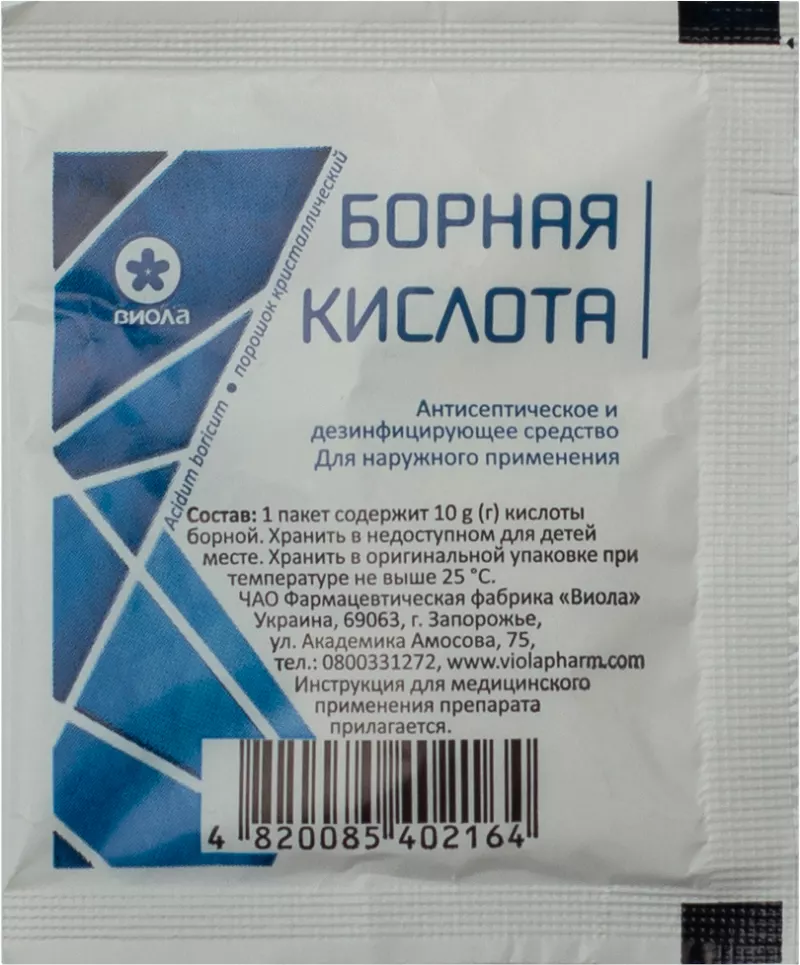 БОРНАЯ
КИСЛОТА
виола
Acidum boricum • порошок кристаллический
Антисептическое и
дезинфицирующее средство
Для наружного применения
Состав: 1 пакет содержит 10 g (г) кислоты
борной. Хранить в недоступном для детей
месте. Хранить в оригинальной упаковке при
температуре не выше 25 °С.
ЧАО Фармацевтическая фабрика «Виола»
Украина, 69063, г. Запорожье,
ул. Академика Амосова, 75,
тел.: 0800331272, www.violapharm.com
Инструкция для медицинского
применения препарата
прилагается.
4 820085 402164